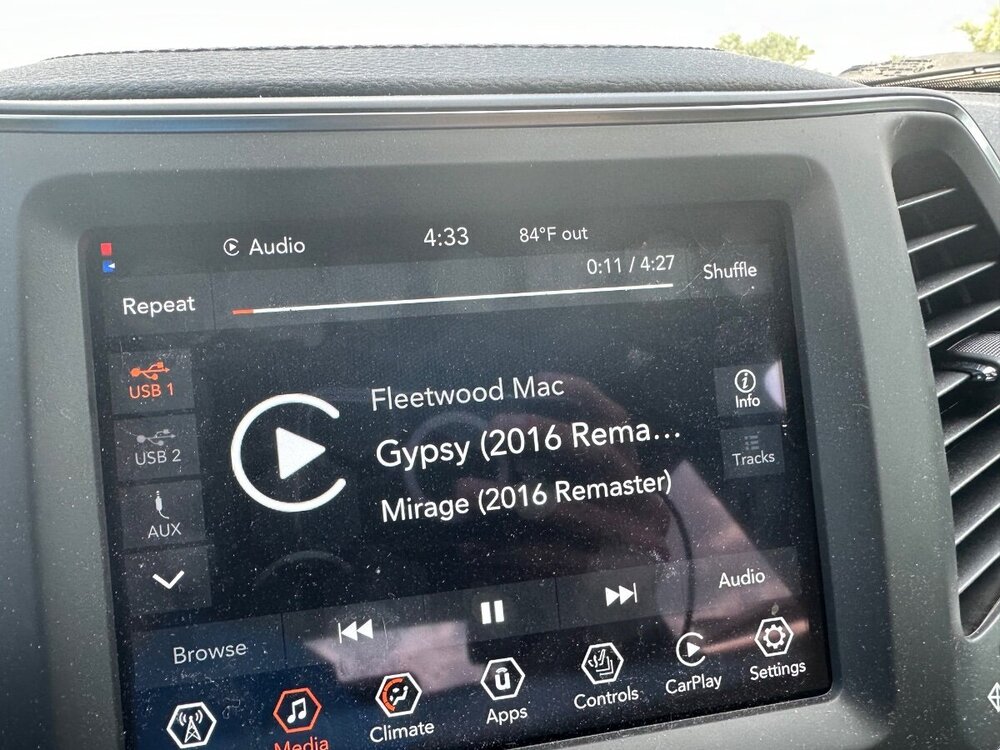 Audio
4:33
84°F out
0:11 / 4:27
Shuffle
Repeat
USB 1
Fleetwood Mac
Info
Gypsy (2016 Rema...
USB 2
Tracks
Mirage (2016 Remaster)
AUX
Audio
Browse
Media
Climate
Apps
Controls
CarPlay
Settings